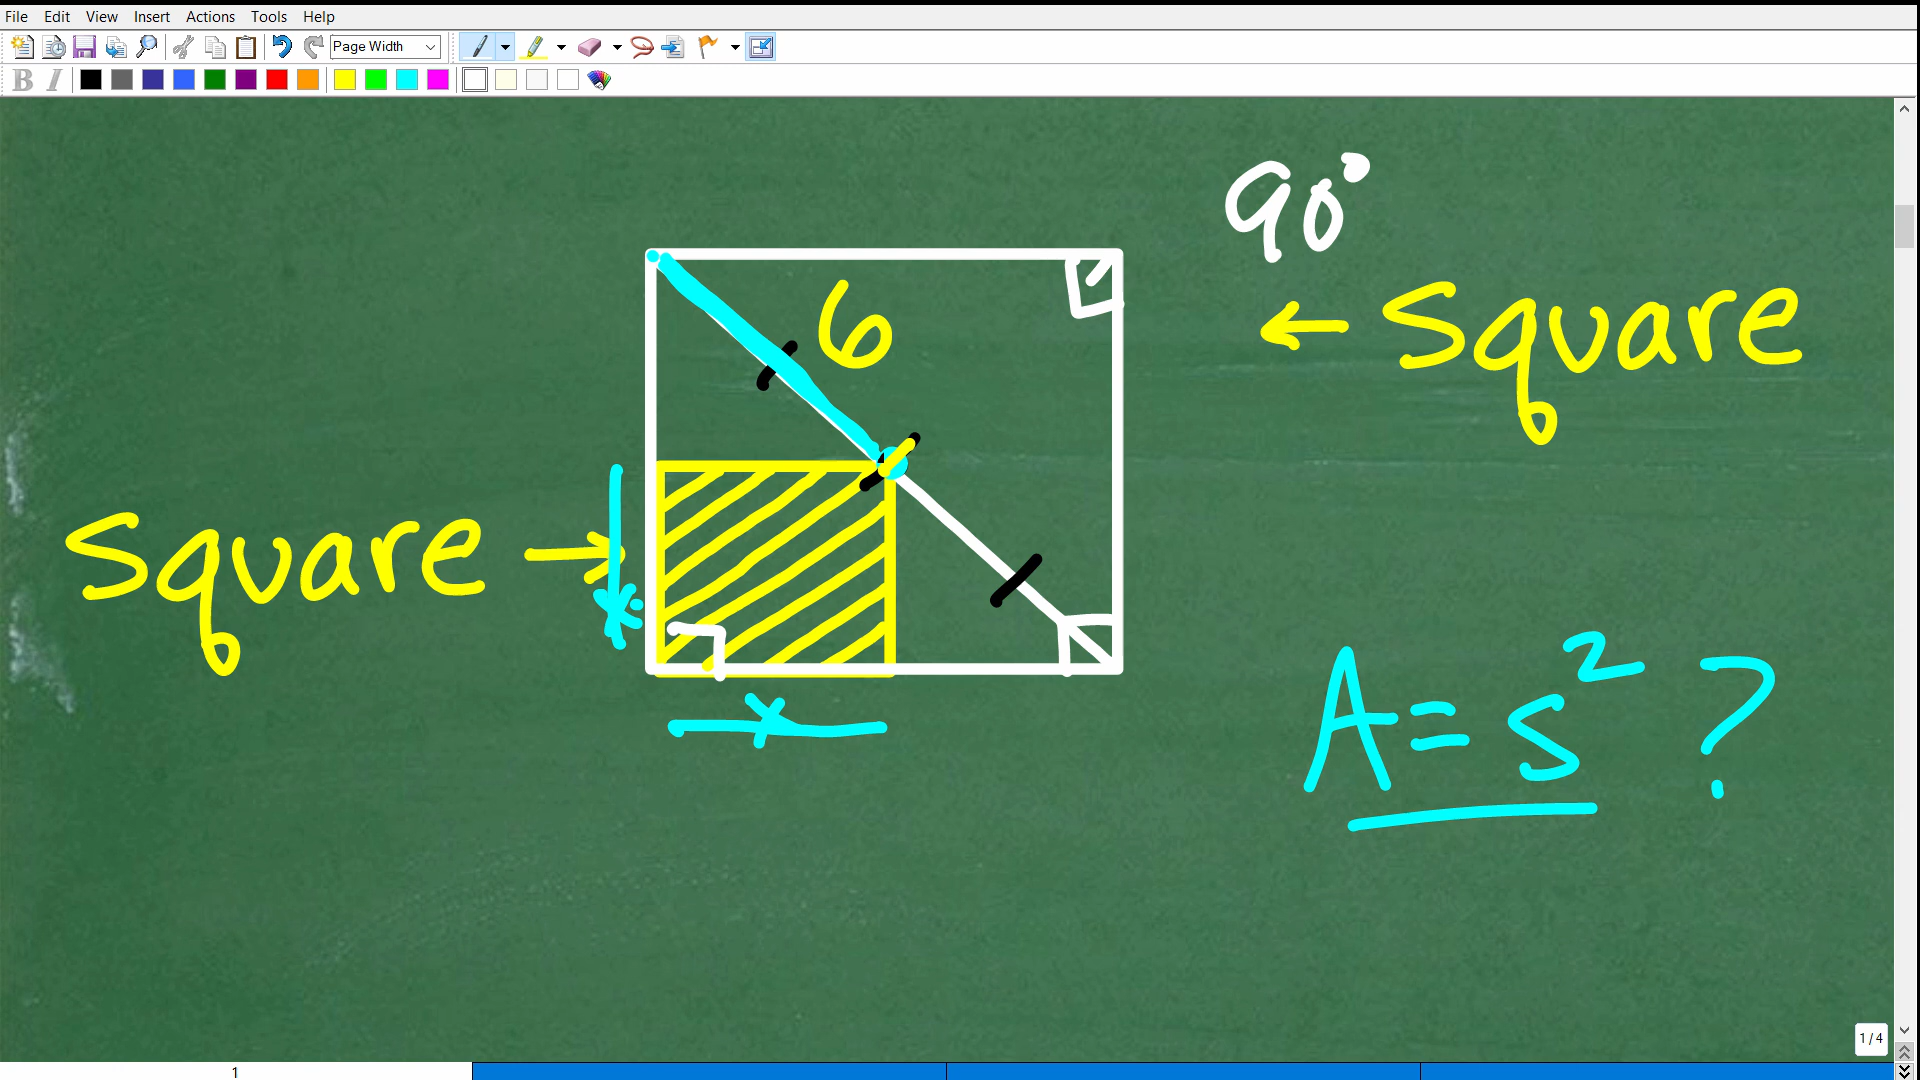 File Edit View Insert Actions Tools Help
Page Width
B I
90°
6
← square
square →
x
x
A = s² ?
1 / 4
1